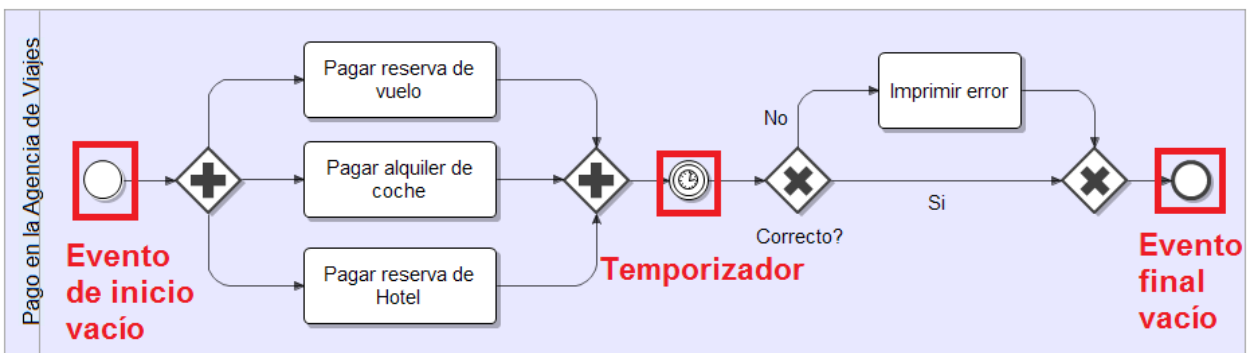 Pago en la Agencia de Viajes
Evento
de inicio
vacío
Pagar reserva de
vuelo
Pagar alquiler de
coche
Pagar reserva de
Hotel
Temporizador
No
Correcto?
Imprimir error
Si
Evento
final
vacío